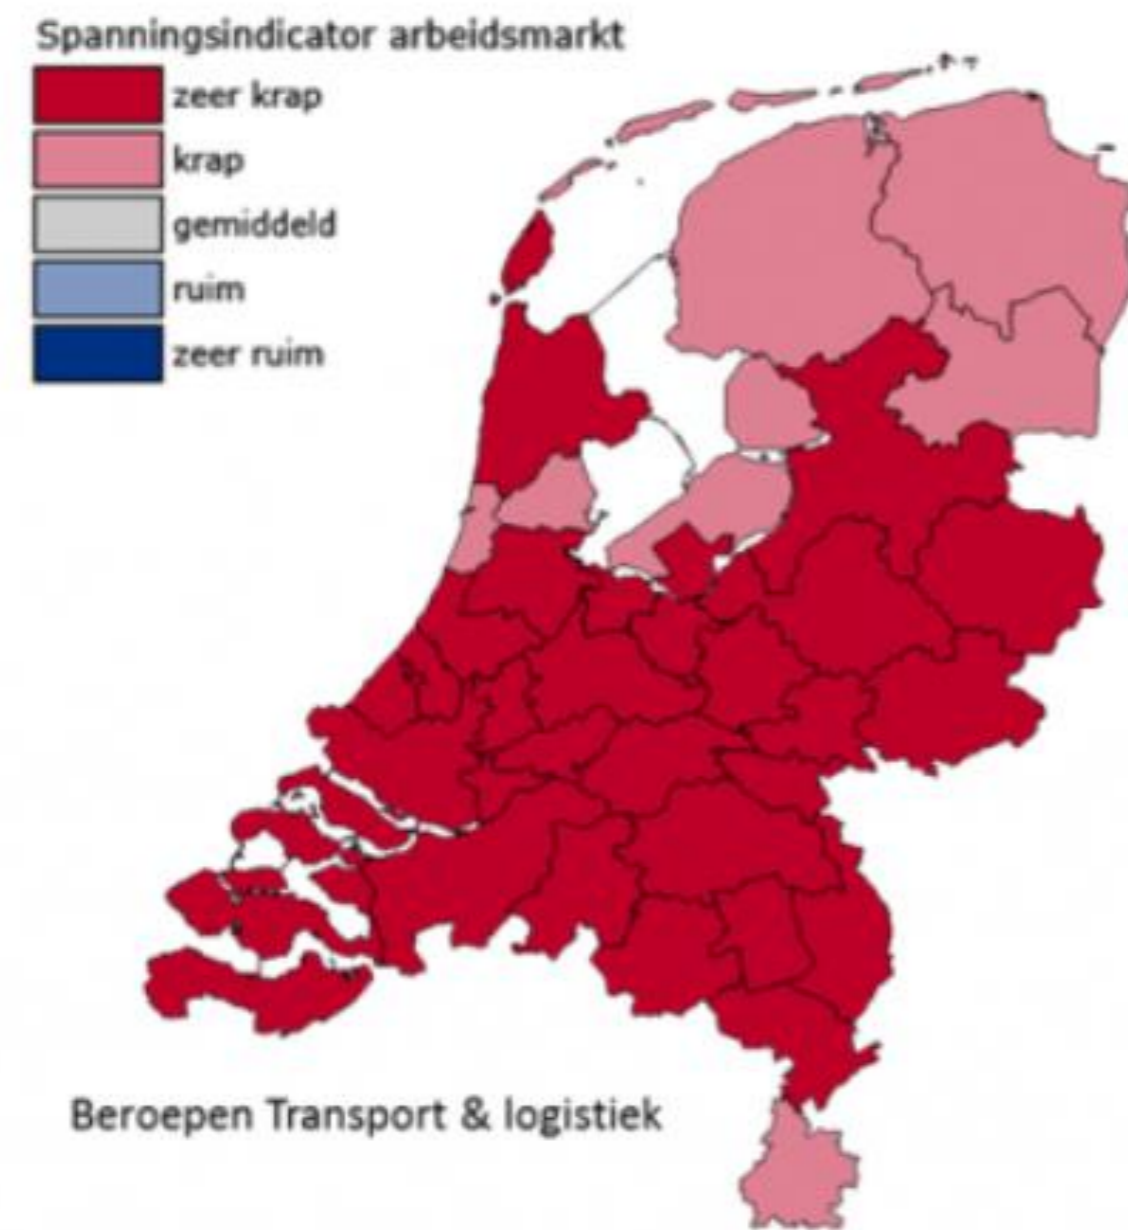 Spanningsindicator arbeidsmarkt
zeer krap
krap
gemiddeld
ruim
zeer ruim
Beroepen Transport & logistiek